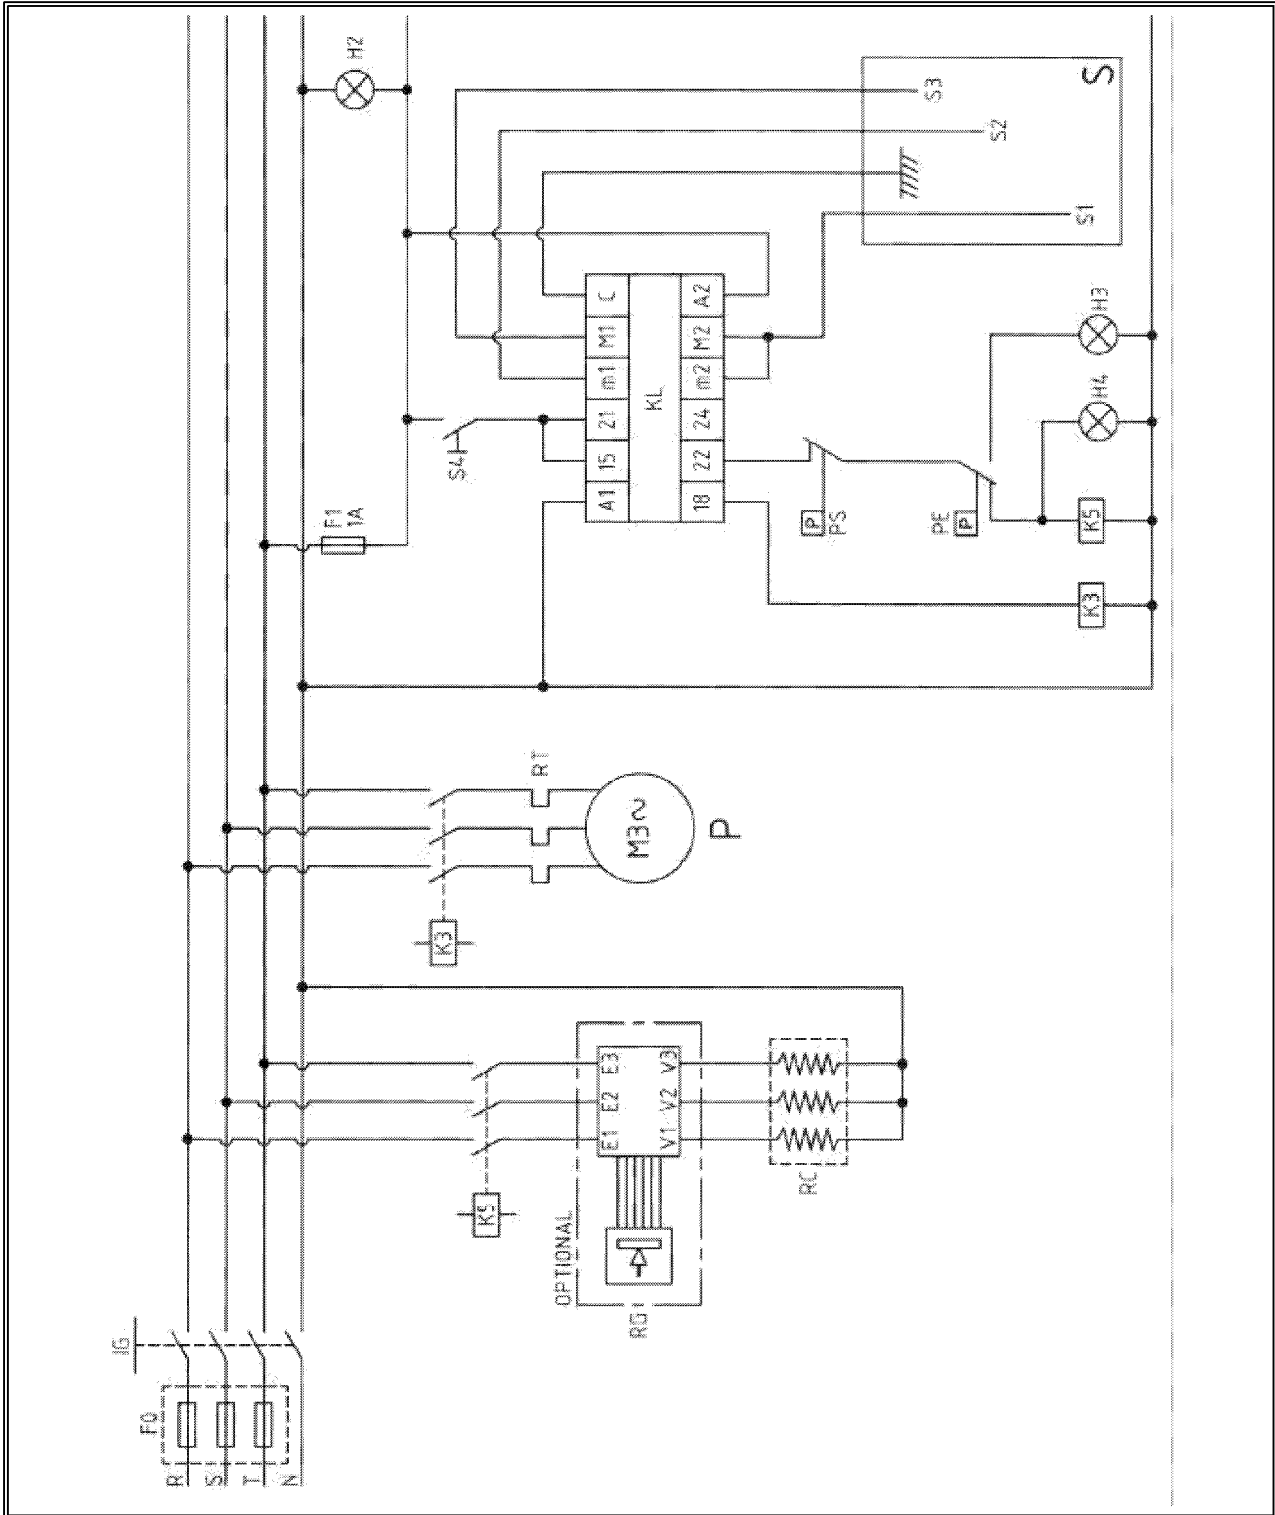 R
S
T
N
F0
IG
OPTIONAL
RG
K5
E1 E2 E3
V1 V2 V3
RC
K3
RT
M3~
P
F1
1A
H2
S4
A1 15 21 m1 M1 C
KL
18 22 24 m2 M2 A2
P
PS
P
PE
K3
K5
H4
H3
S1
S2
S3
S